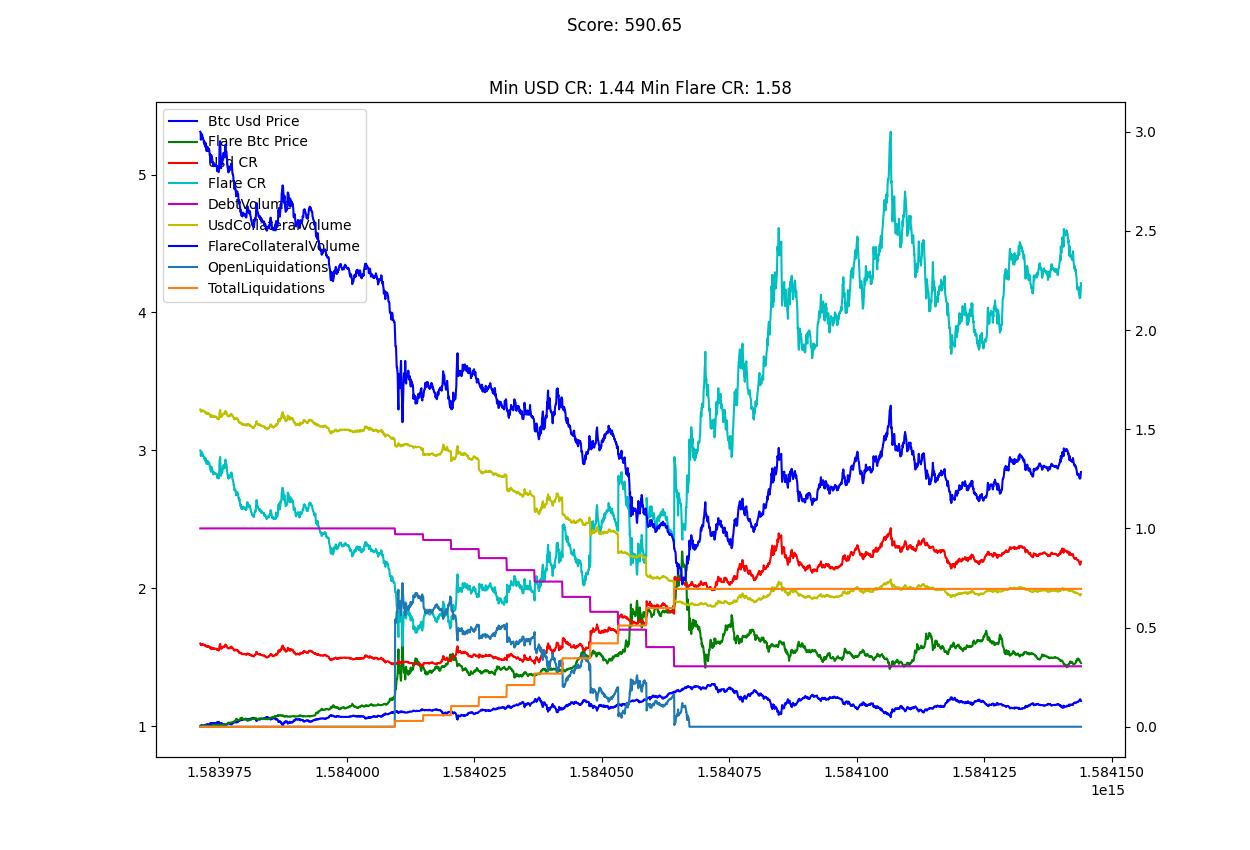 Score: 590.65
Min USD CR: 1.44 Min Flare CR: 1.58
Btc Usd Price
Flare Btc Price
Usd CR
Flare CR
DebtVolume
UsdCollateralVolume
FlareCollateralVolume
OpenLiquidations
TotalLiquidations
5
4
3
2
1
3.0
2.5
2.0
1.5
1.0
0.5
0.0
1.583975
1.584000
1.584025
1.584050
1.584075
1.584100
1.584125
1.584150
1e15